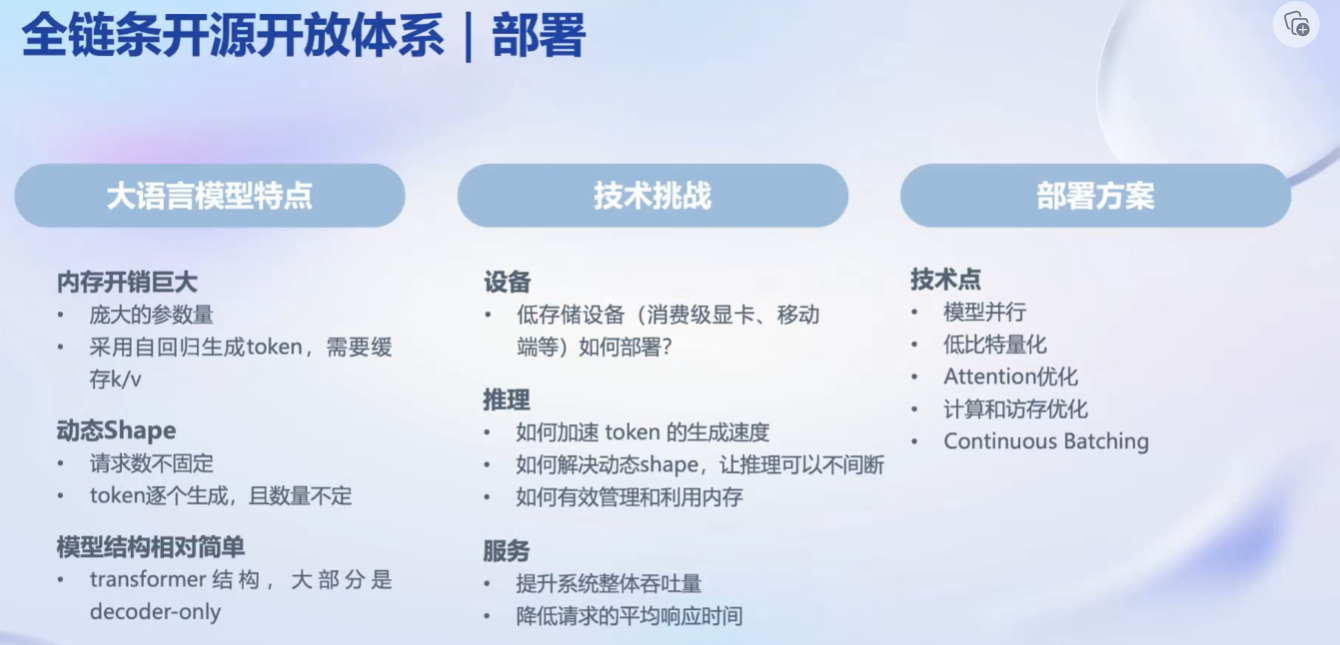 全链条开源开放体系｜部署
大语言模型特点
内存开销巨大
• 庞大的参数量
• 采用自回归生成token，需要缓
存k/v
动态Shape
• 请求数不固定
• token逐个生成，且数量不定
模型结构相对简单
• transformer 结构，大部分是
decoder-only
技术挑战
设备
• 低存储设备（消费级显卡、移动
端等）如何部署？
推理
• 如何加速 token 的生成速度
• 如何解决动态shape，让推理可以不间断
• 如何有效管理和利用内存
服务
• 提升系统整体吞吐量
• 降低请求的平均响应时间
部署方案
技术点
• 模型并行
• 低比特量化
• Attention优化
• 计算和访存优化
• Continuous Batching